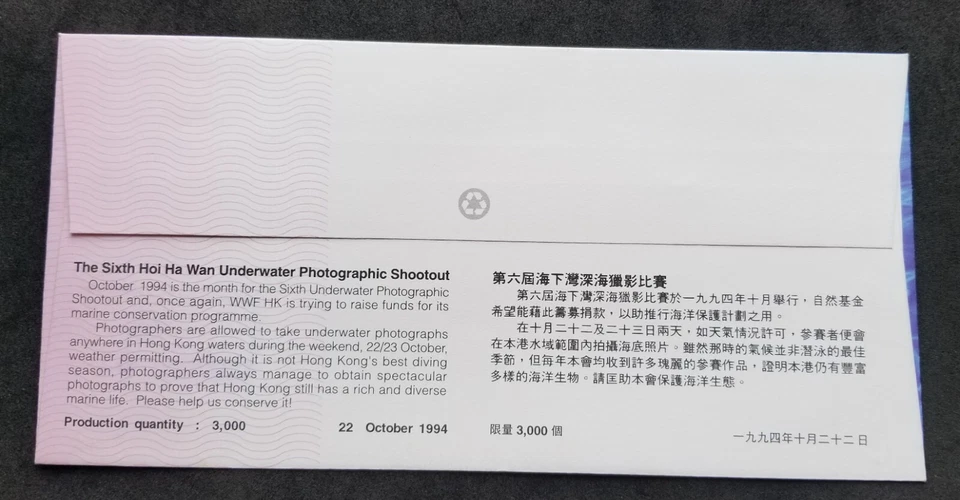 The Sixth Hoi Ha Wan Underwater Photographic Shootout
October 1994 is the month for the Sixth Underwater Photographic
Shootout and, once again, WWF HK is trying to raise funds for its
marine conservation programme.
Photographers are allowed to take underwater photographs
anywhere in Hong Kong waters during the weekend, 22/23 October,
weather permitting. Although it is not Hong Kong's best diving
season, photographers always manage to obtain spectacular
photographs to prove that Hong Kong still has a rich and diverse
marine life. Please help us conserve it!
Production quantity : 3,000
22 October 1994
第六屆海下灣深海獵影比賽
第六屆海下灣深海獵影比賽於一九九四年十月舉行，自然基金
希望能藉此籌募捐款，以助推行海洋保護計劃之用。
在十月二十二及二十三日兩天，如天氣情況許可，參賽者便會
在本港水域範圍內拍攝海底照片。雖然那時的氣候並非潛泳的最佳
季節，但每年本會均收到許多瑰麗的參賽作品，證明本港仍有豐富
多樣的海洋生物。請匡助本會保護海洋生態。
限量 3,000 個
一九九四年十月二十二日